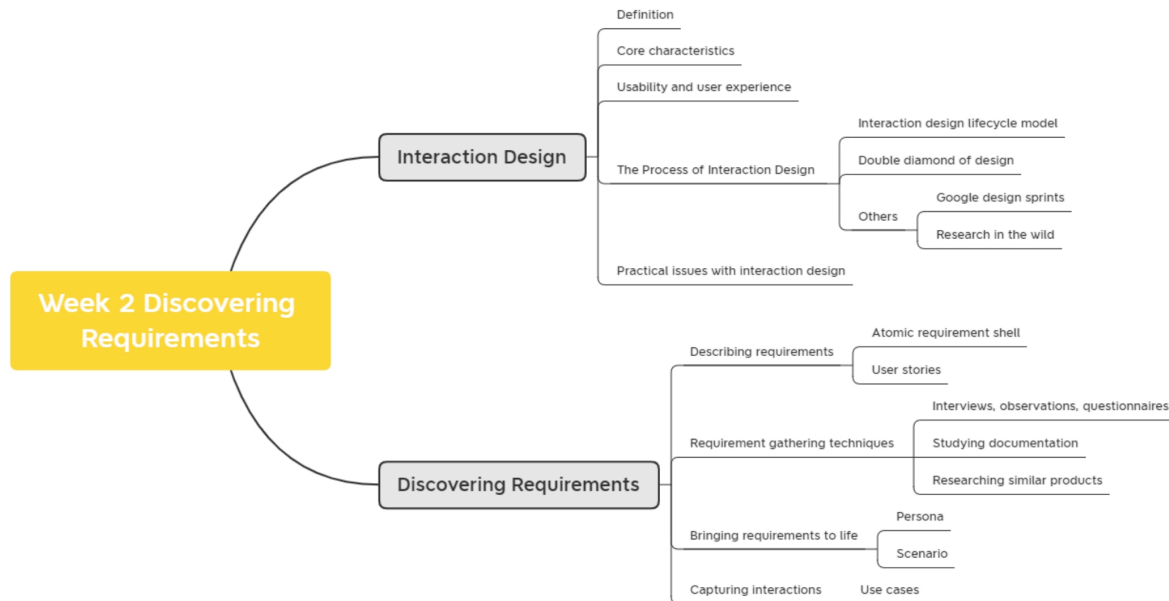 Week 2 Discovering
Requirements
Interaction Design
Definition
Core characteristics
Usability and user experience
The Process of Interaction Design
Interaction design lifecycle model
Double diamond of design
Others
Google design sprints
Research in the wild
Practical issues with interaction design
Discovering Requirements
Describing requirements
Atomic requirement shell
User stories
Requirement gathering techniques
Interviews, observations, questionnaires
Studying documentation
Researching similar products
Bringing requirements to life
Persona
Scenario
Capturing interactions
Use cases